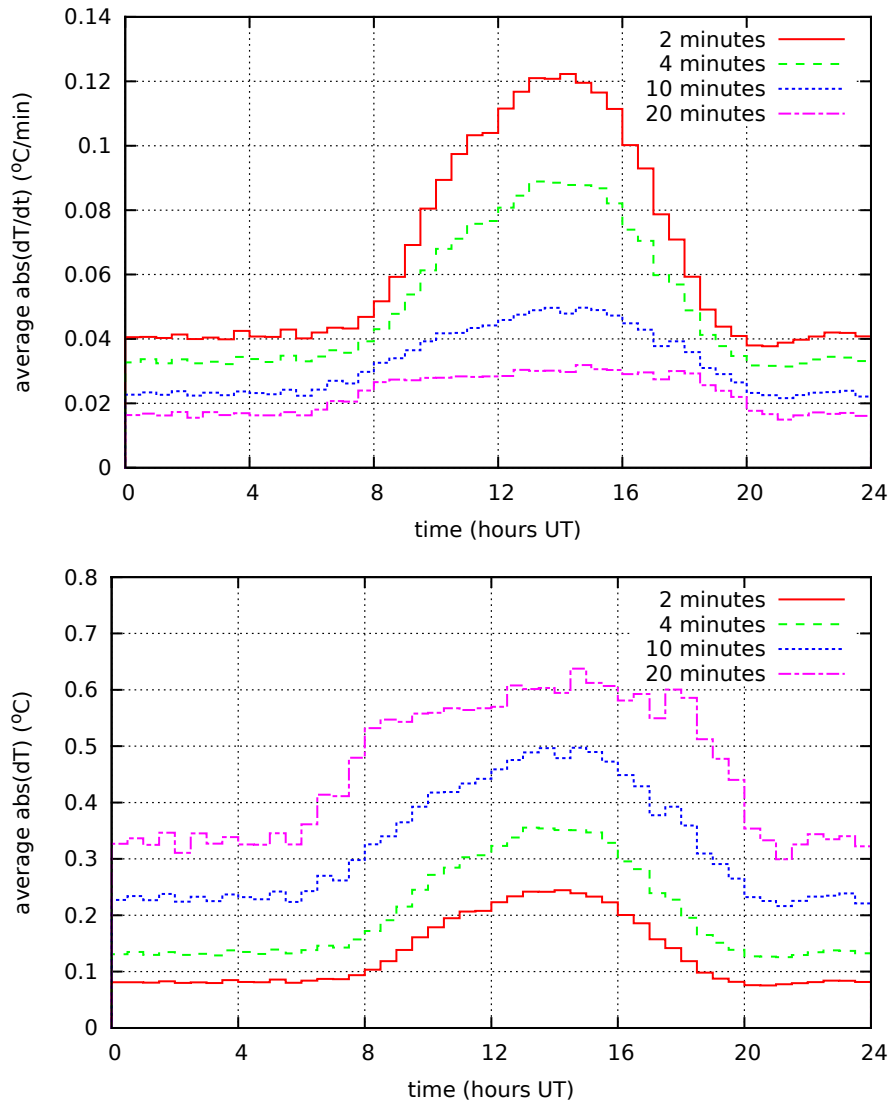 average abs(dT/dt) (°C/min)
0.14
0.12
0.1
0.08
0.06
0.04
0.02
0
2 minutes
4 minutes
10 minutes
20 minutes
0 4 8 12 16 20 24
time (hours UT)
average abs(dT) (°C)
0.8
0.7
0.6
0.5
0.4
0.3
0.2
0.1
0
2 minutes
4 minutes
10 minutes
20 minutes
0 4 8 12 16 20 24
time (hours UT)